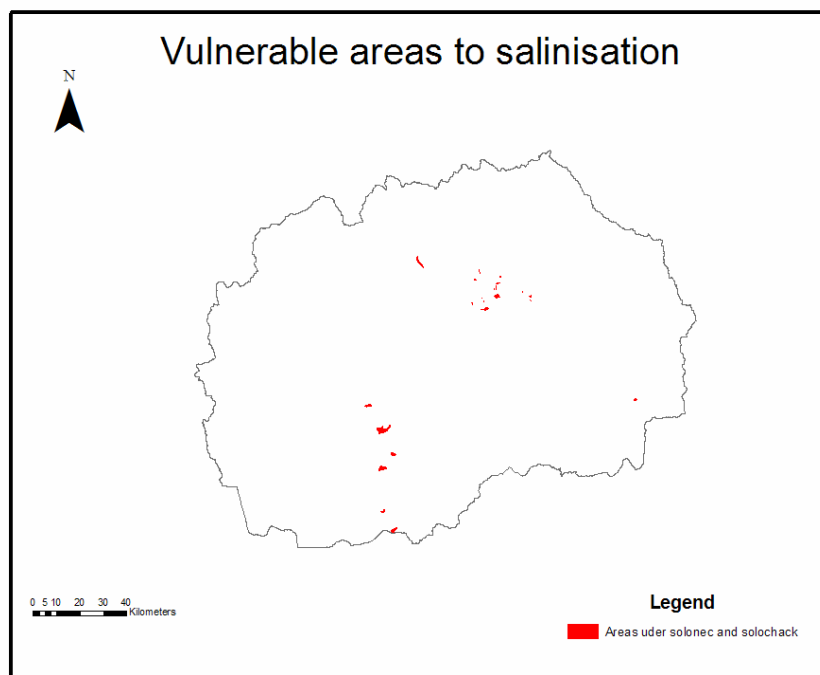 Vulnerable areas to salinisation
N
0 5 10 20 30 40
Kilometers
Legend
Areas uder solonec and solochack